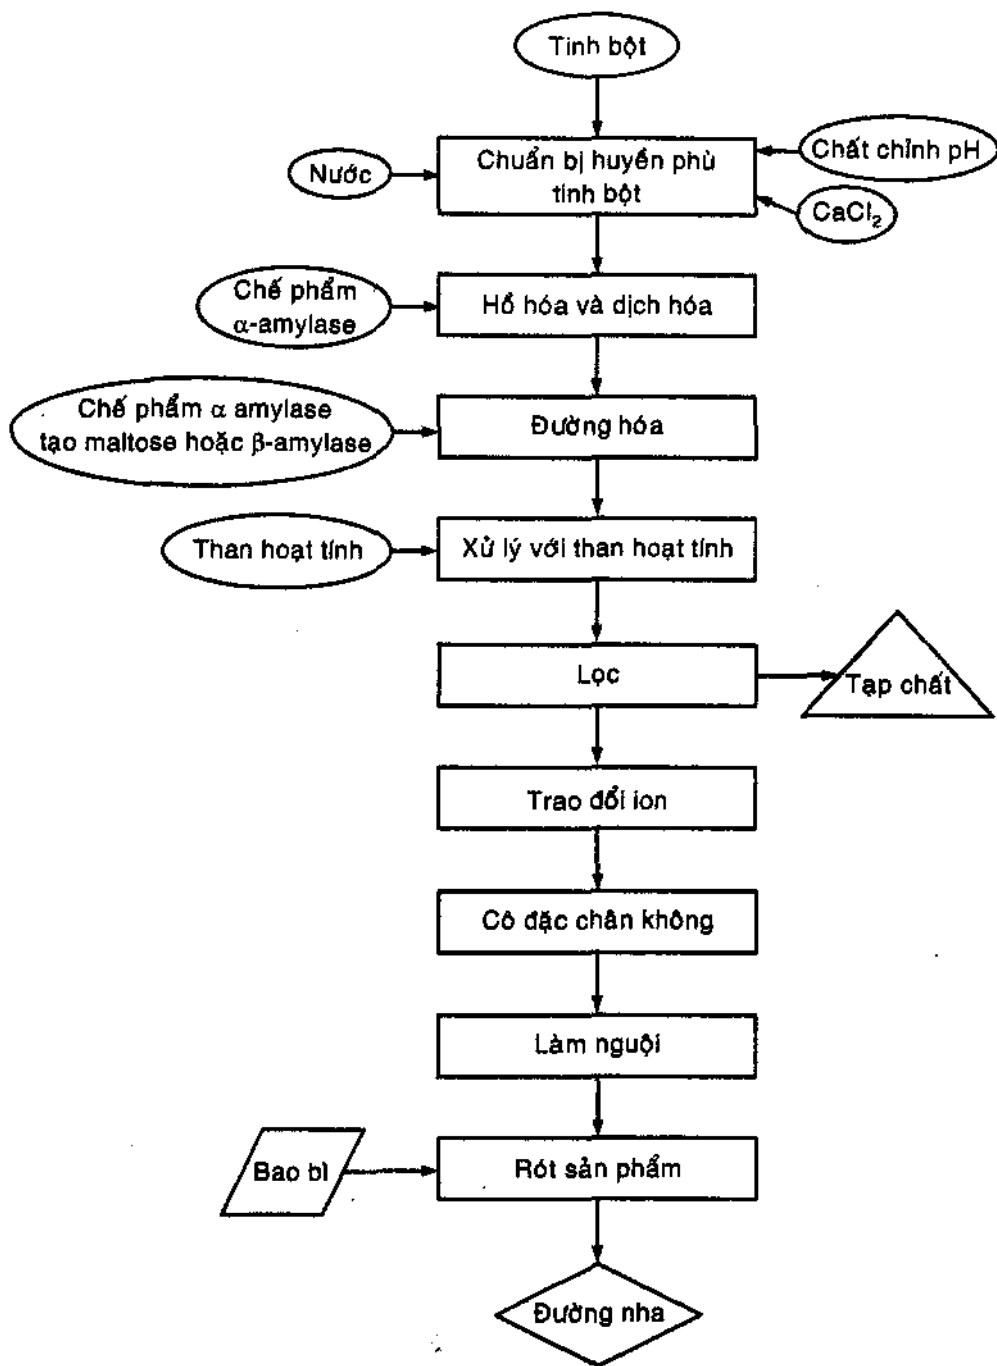 Tinh bột
Chuẩn bị huyền phù
tinh bột
Nước
Chất chỉnh pH
CaCl₂
Chế phẩm
α-amylase
Hồ hóa và dịch hóa
Chế phẩm α amylase
tạo maltose hoặc β-amylase
Đường hóa
Than hoạt tính
Xử lý với than hoạt tính
Lọc
Tạp chất
Trao đổi ion
Cô đặc chân không
Làm nguội
Bao bì
Rót sản phẩm
Đường nha